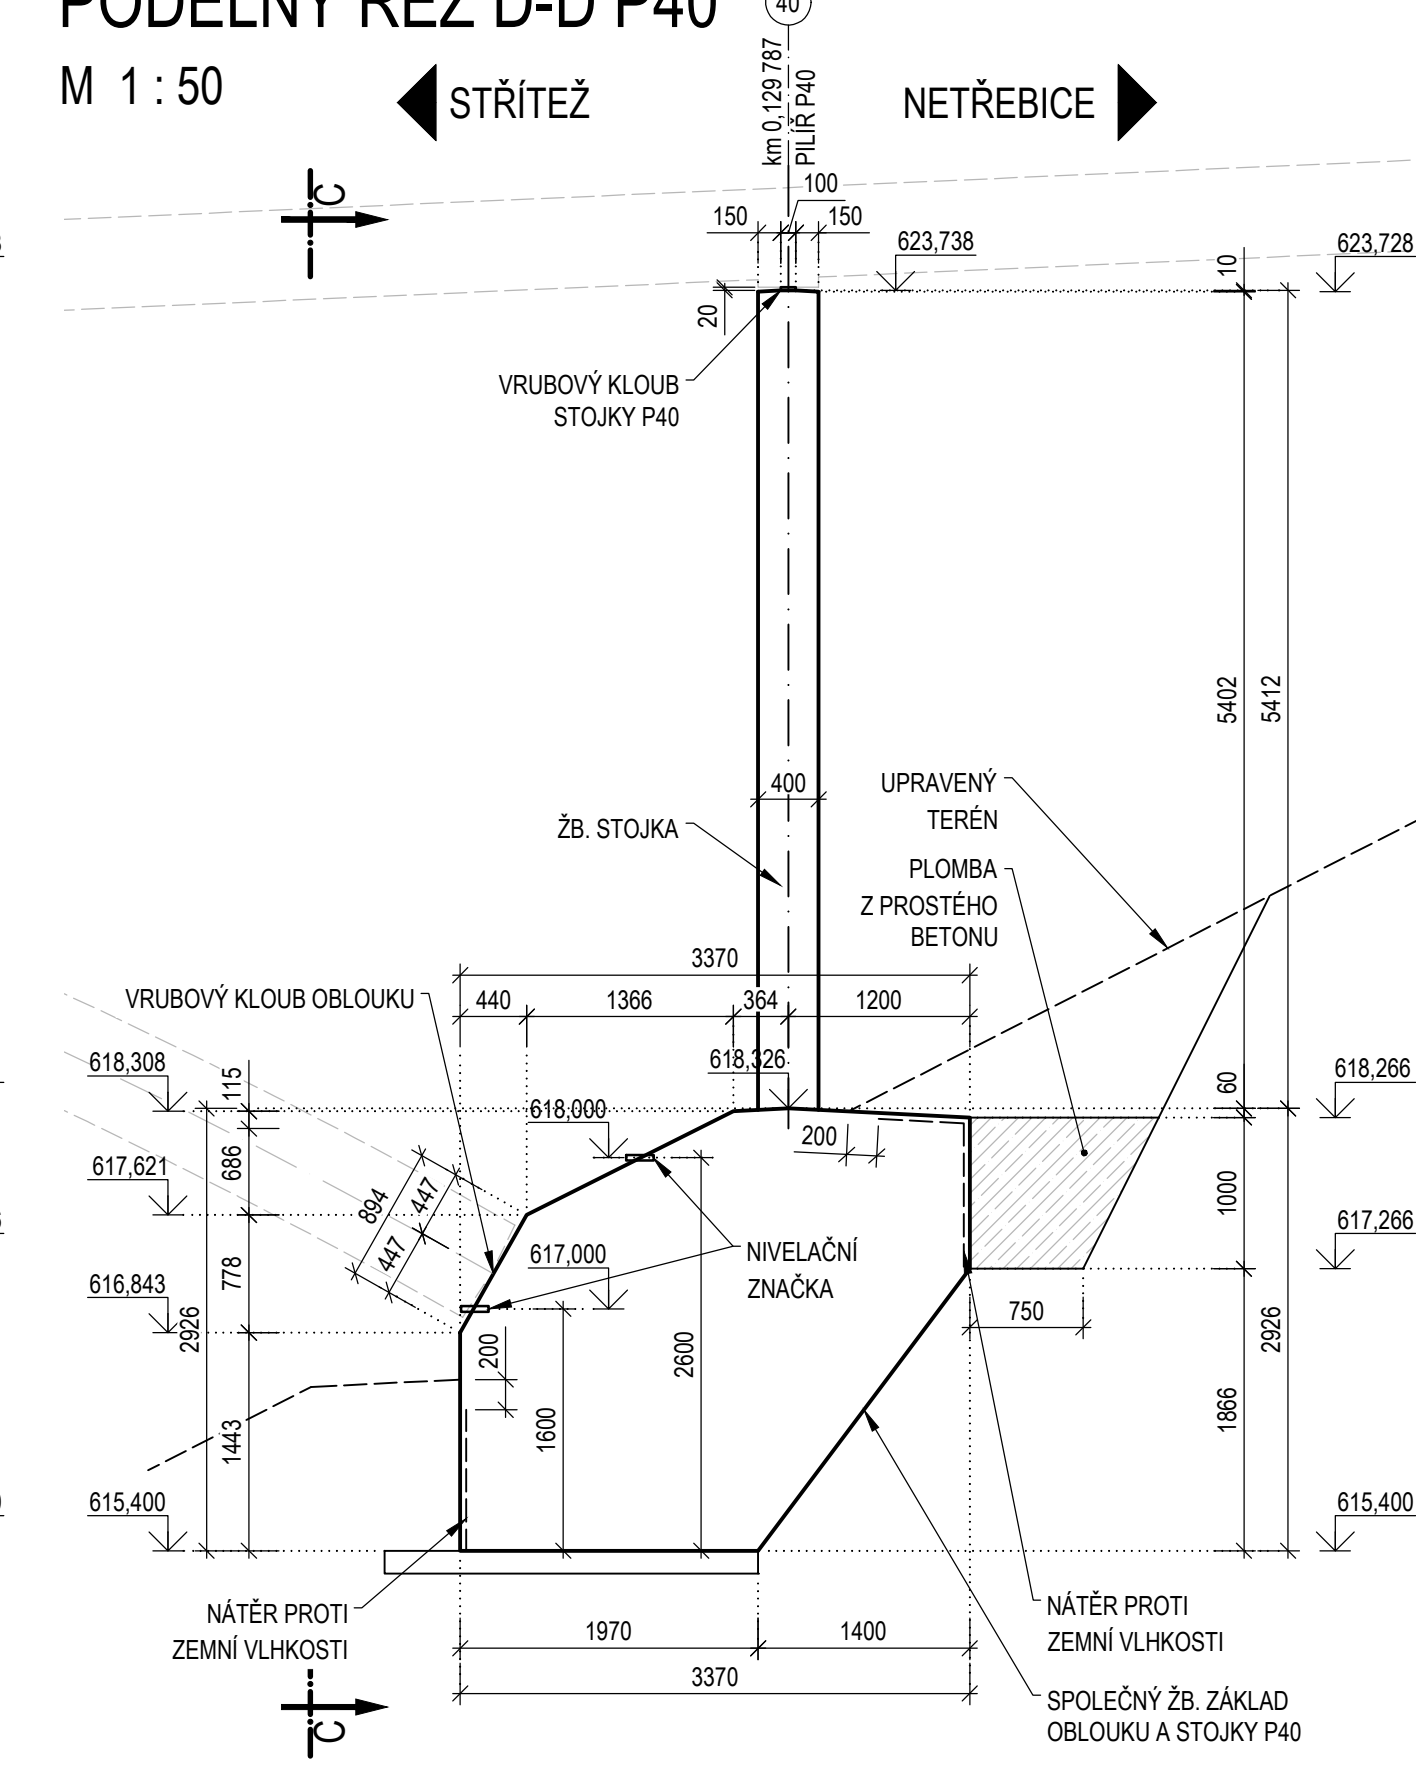 PODÉLNÝ ŘEZ D-D P40
M 1 : 50
40
km 0,129 787
PILÍŘ P40
STŘÍTEŽ
NETŘEBICE
C
100
150
150
623,738
10
623,728
20
VRUBOVÝ KLOUB
STOJKY P40
5402
5412
400
UPRAVENÝ
TERÉN
ŽB. STOJKA
PLOMBA
Z PROSTÉHO
BETONU
3370
VRUBOVÝ KLOUB OBLOUKU
440
1366
364
1200
618,308
115
618,326
60
618,266
618,000
200
617,621
686
894
447
447
1000
617,266
617,000
NIVELAČNÍ
ZNAČKA
778
616,843
2926
750
200
2600
2926
1443
1600
1866
615,400
615,400
NÁTĚR PROTI
ZEMNÍ VLHKOSTI
NÁTĚR PROTI
ZEMNÍ VLHKOSTI
1970
1400
3370
SPOLEČNÝ ŽB. ZÁKLAD
OBLOUKU A STOJKY P40
C